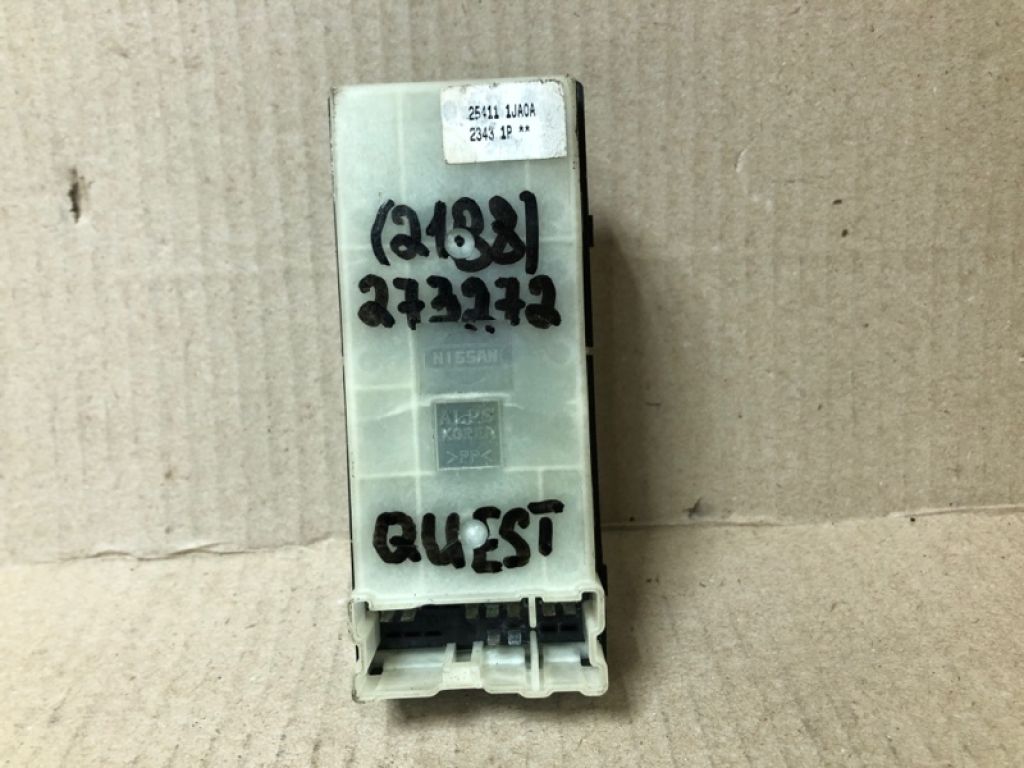 25411 1JA0A
2343 1P **
(2188)
273272
NISSAN
ALPS
KOREA
>PP<
QUEST